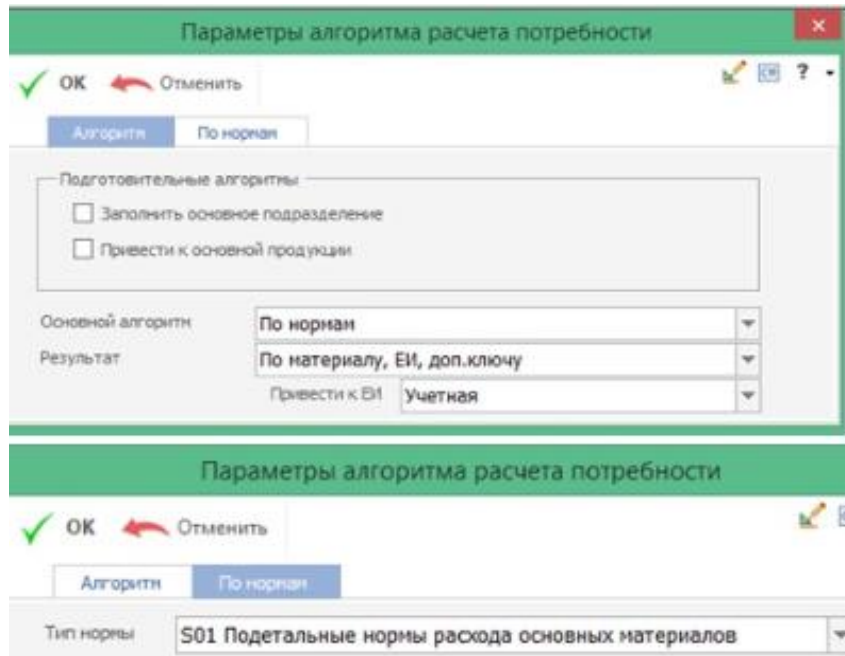 Параметры алгоритма расчета потребности
OK Отменить ?
Алгоритм По нормам
Подготовительные алгоритмы
Заполнить основное подразделение
Привести к основной продукции
Основной алгоритм По нормам
Результат По материалу, ЕИ, доп.ключу
Привести к ЕИ Учетная
Параметры алгоритма расчета потребности
OK Отменить
Алгоритм По нормам
Тип нормы S01 Подетальные нормы расхода основных материалов